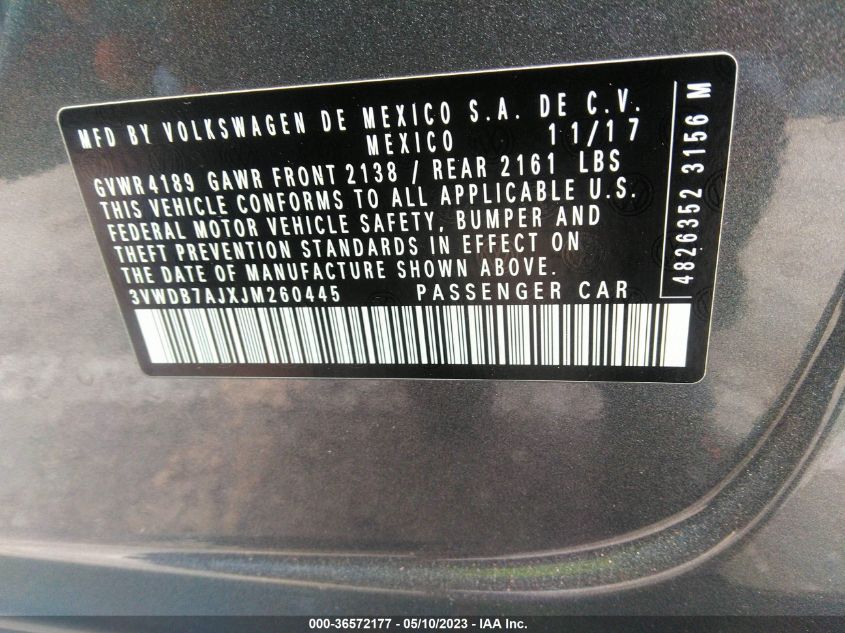 MFD BY VOLKSWAGEN DE MEXICO S.A. DE C.V.
MEXICO 11/17
GVWR 4189 GAWR FRONT 2138 / REAR 2161 LBS
THIS VEHICLE CONFORMS TO ALL APPLICABLE U.S.
FEDERAL MOTOR VEHICLE SAFETY, BUMPER AND
THEFT PREVENTION STANDARDS IN EFFECT ON
THE DATE OF MANUFACTURE SHOWN ABOVE.
3VWDB7AJXJM260445 PASSENGER CAR
4826352 3156 M
000-36572177 - 05/10/2023 - IAA Inc.